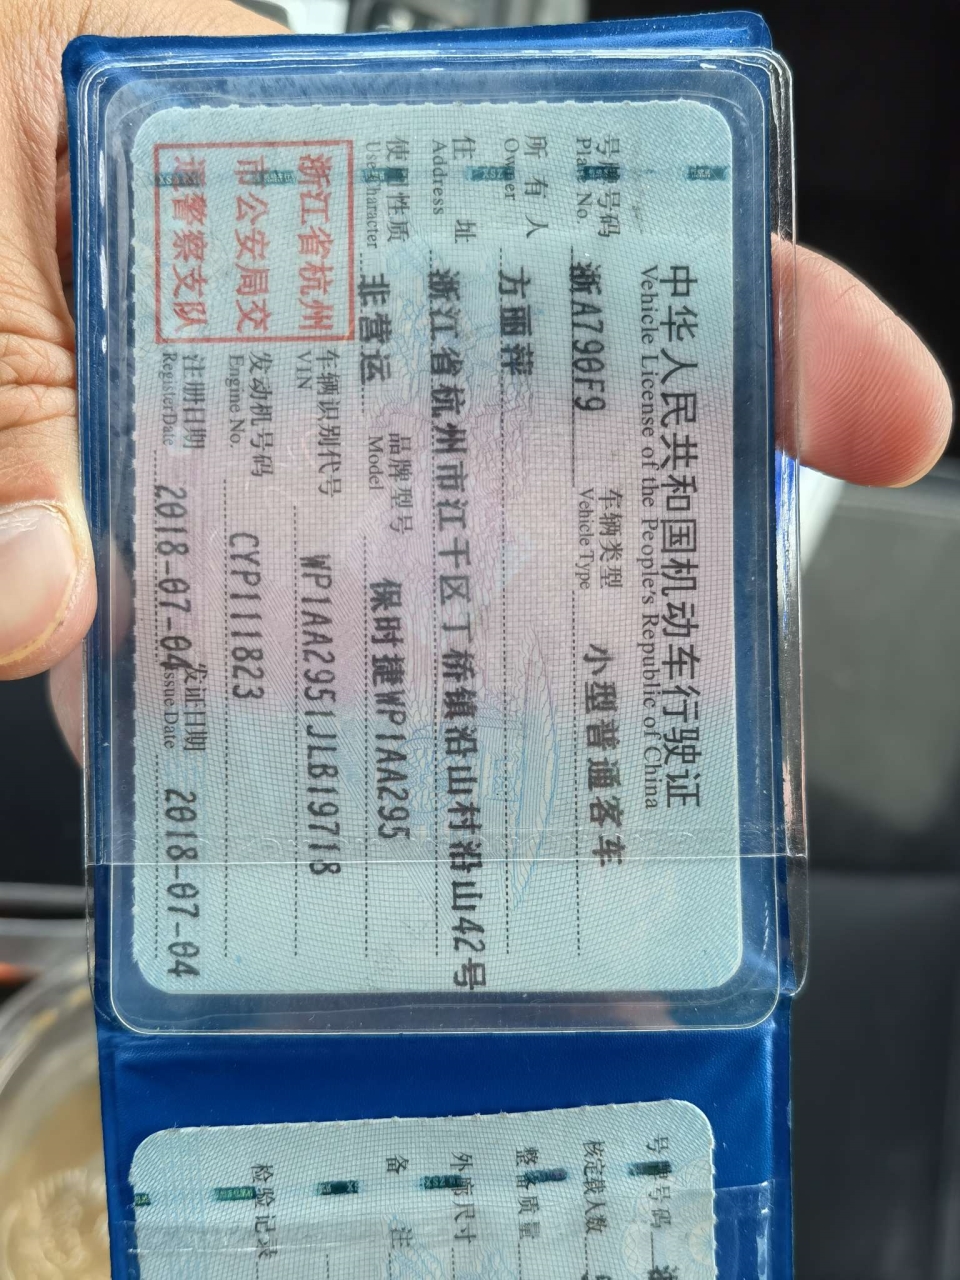 中华人民共和国机动车行驶证
Vehicle License of the People's Republic of China
号牌号码 浙A790F9 车辆类型 小型普通客车
Plate No. Vehicle Type
所有人 方丽萍
Owner
住址 浙江省杭州市江干区丁桥镇沿山村沿山42号
Address
使用性质 非营运 品牌型号 保时捷WP1AA295
Use Character Model
浙江省杭州
市公安局交
通警察支队
车辆识别代号 WP1AA2951JLB19718
VIN
发动机号码 CYP111823
Engine No.
注册日期 2018-07-04 发证日期 2018-07-04
Register Date Issue Date
号牌号码 浙
核定载人数
整备质量
外廓尺寸
备注
检验记录